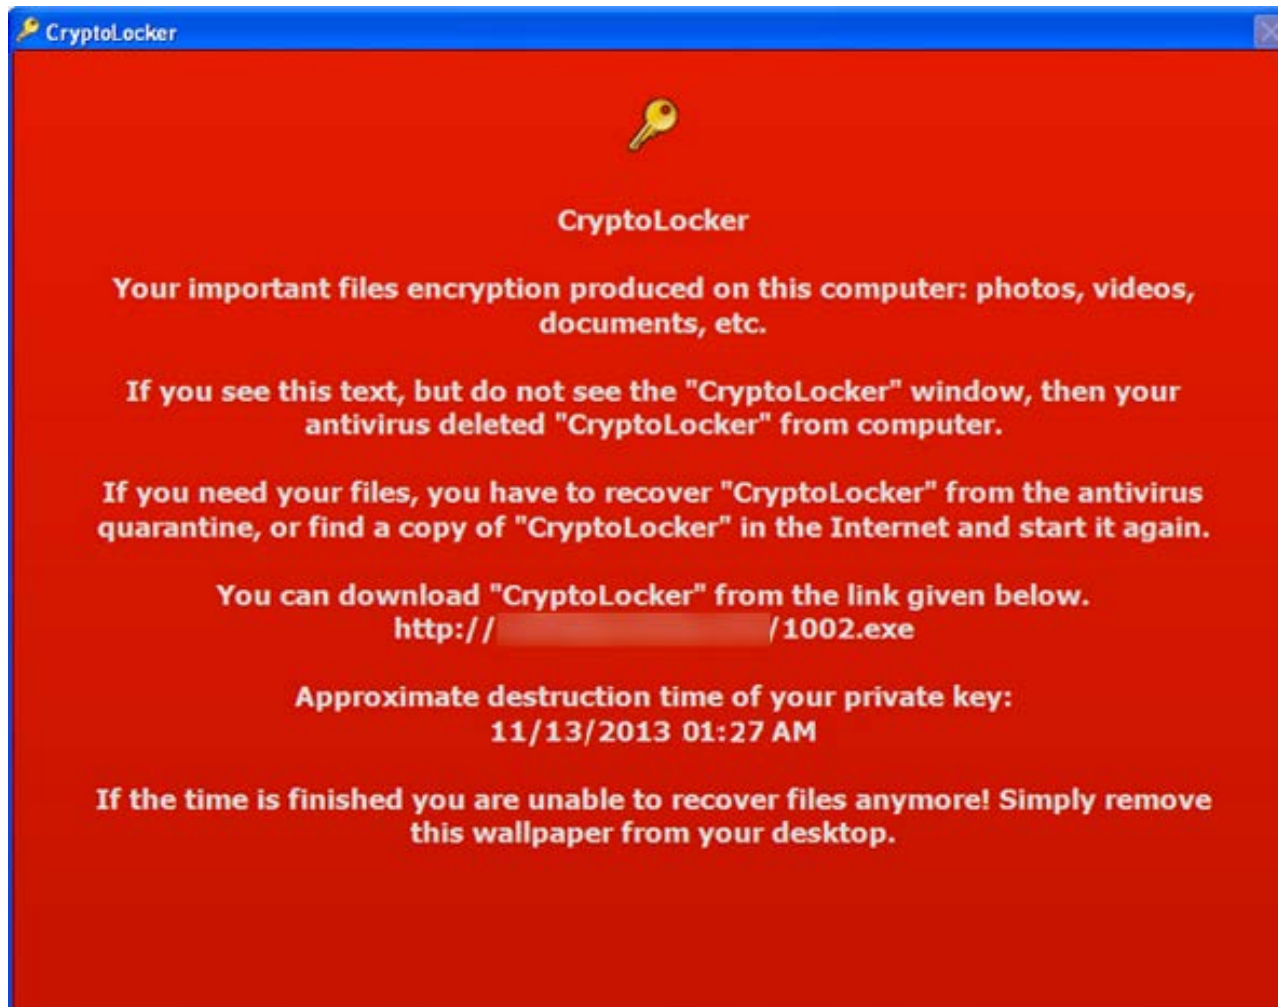 CryptoLocker
CryptoLocker
Your important files encryption produced on this computer: photos, videos,
documents, etc.
If you see this text, but do not see the "CryptoLocker" window, then your
antivirus deleted "CryptoLocker" from computer.
If you need your files, you have to recover "CryptoLocker" from the antivirus
quarantine, or find a copy of "CryptoLocker" in the Internet and start it again.
You can download "CryptoLocker" from the link given below.
http:// /1002.exe
Approximate destruction time of your private key:
11/13/2013 01:27 AM
If the time is finished you are unable to recover files anymore! Simply remove
this wallpaper from your desktop.